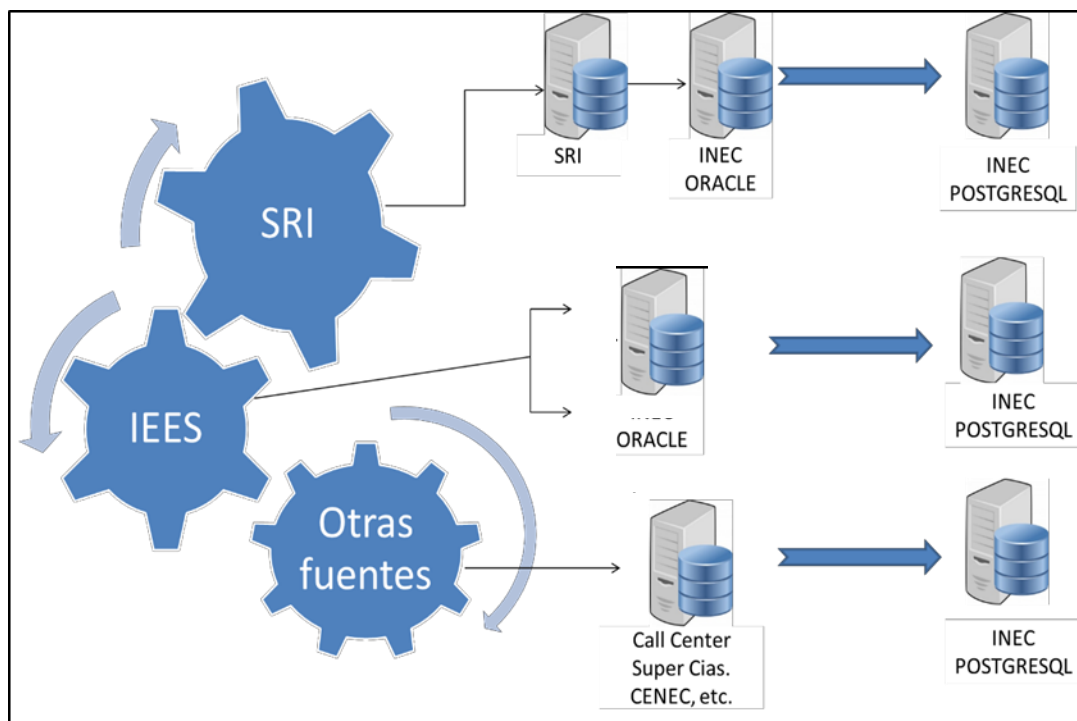 SRI
SRI
INEC
ORACLE
INEC
POSTGRESQL
IEES
ORACLE
INEC
POSTGRESQL
Otras
fuentes
Call Center
Super Cias.
CENEC, etc.
INEC
POSTGRESQL